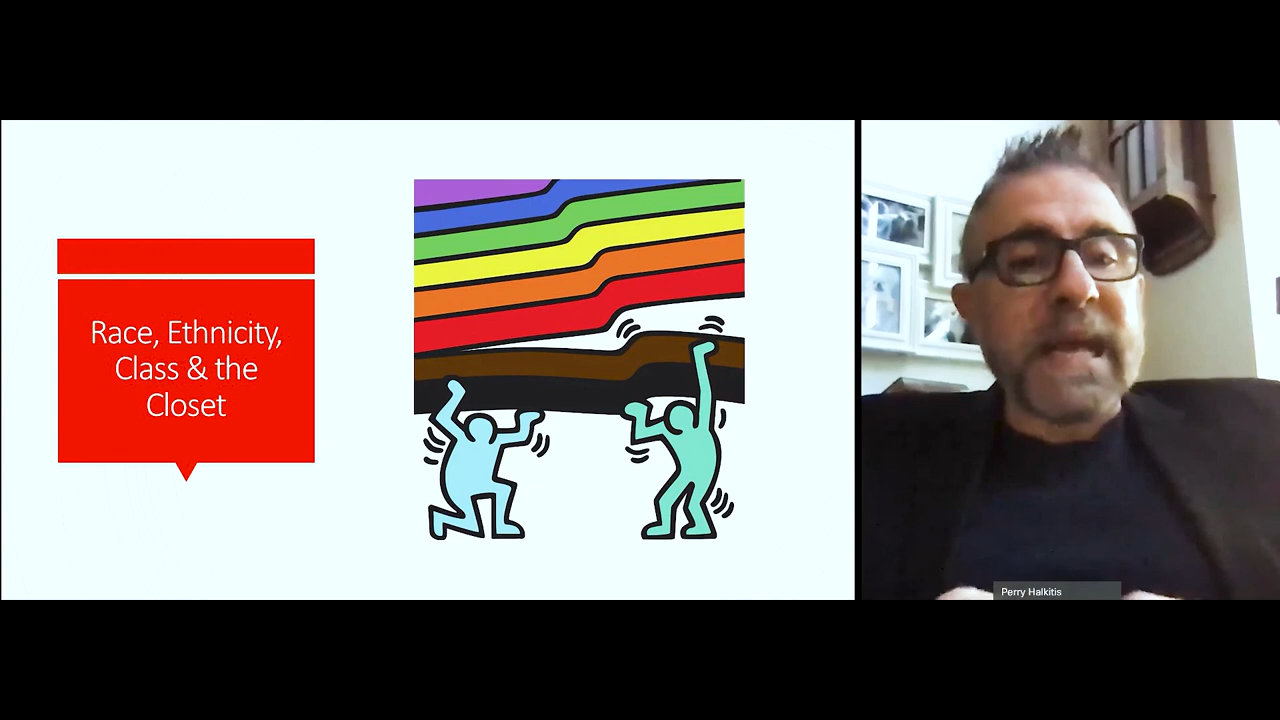 Race, Ethnicity,
Class & the
Closet
Perry Halkitis